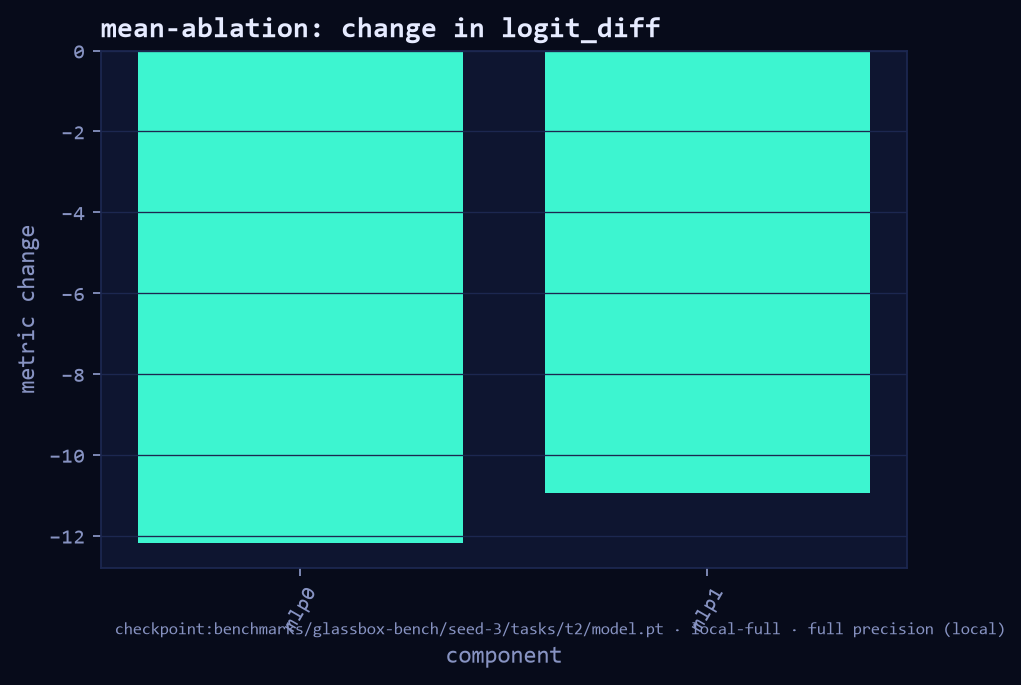 mean-ablation: change in logit_diff
0
−2
−4
−6
−8
−10
−12
metric change
mlp0
mlp1
checkpoint:benchmarks/glassbox-bench/seed-3/tasks/t2/model.pt · local-full · full precision (local)
component